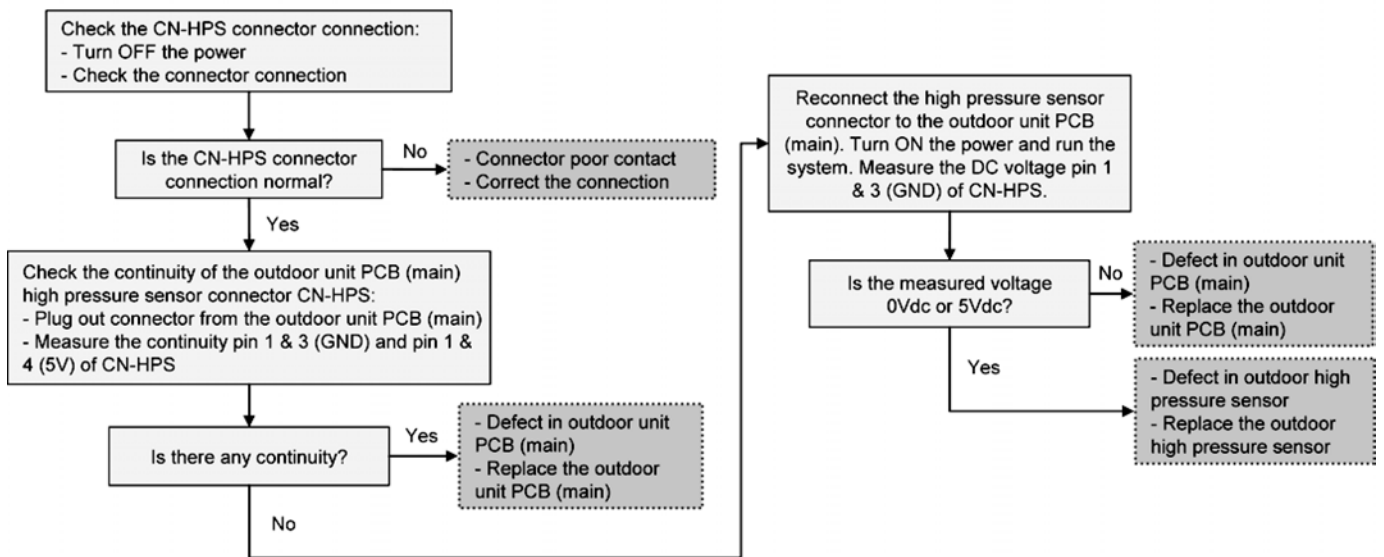 Check the CN-HPS connector connection:
- Turn OFF the power
- Check the connector connection
Is the CN-HPS connector
connection normal?
No
- Connector poor contact
- Correct the connection
Yes
Check the continuity of the outdoor unit PCB (main)
high pressure sensor connector CN-HPS:
- Plug out connector from the outdoor unit PCB (main)
- Measure the continuity pin 1 & 3 (GND) and pin 1 &
4 (5V) of CN-HPS
Is there any continuity?
Yes
- Defect in outdoor unit
PCB (main)
- Replace the outdoor
unit PCB (main)
No
Reconnect the high pressure sensor
connector to the outdoor unit PCB
(main). Turn ON the power and run the
system. Measure the DC voltage pin 1
& 3 (GND) of CN-HPS.
Is the measured voltage
0Vdc or 5Vdc?
No
- Defect in outdoor unit
PCB (main)
- Replace the outdoor
unit PCB (main)
Yes
- Defect in outdoor high
pressure sensor
- Replace the outdoor
high pressure sensor